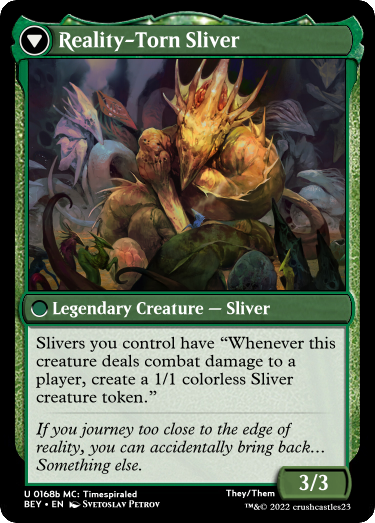 Reality-Torn Sliver
Legendary Creature — Sliver
Slivers you control have “Whenever this
creature deals combat damage to a
player, create a 1/1 colorless Sliver
creature token.”
If you journey too close to the edge of
reality, you can accidentally bring back…
Something else.
3/3
U 0168b MC: Timespiraled
They/Them
BEY • EN Svetoslav Petrov
™&© 2022 crushcastles23